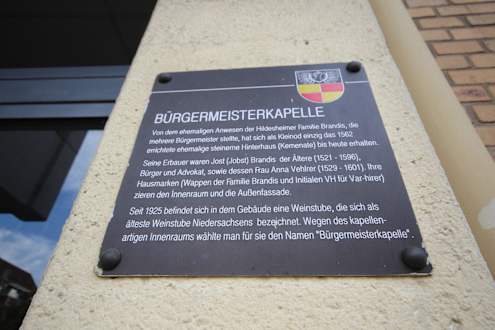 BÜRGERMEISTERKAPELLE
Von dem ehemaligen Anwesen der Hildesheimer Familie Brandis, die
mehrere Bürgermeister stellte, hat sich als Kleinod einzig das 1562
errichtete ehemalige steinerne Hinterhaus (Kemenate) bis heute erhalten.
Seine Erbauer waren Jost (Jobst) Brandis der Ältere (1521 - 1596),
Bürger und Advokat, sowie dessen Frau Anna Vehlror (1529 - 1601). Ihre
Hausmarken (Wappen der Familie Brandis und Initialen VH für Var-hirer)
zieren den Innenraum und die Außenfassade.
Seit 1925 befindet sich in dem Gebäude eine Weinstube, die sich als
älteste Weinstube Niedersachsens bezeichnet. Wegen des kapellen-
artigen Innenraums wählte man für sie den Namen "Bürgermeisterkapelle".